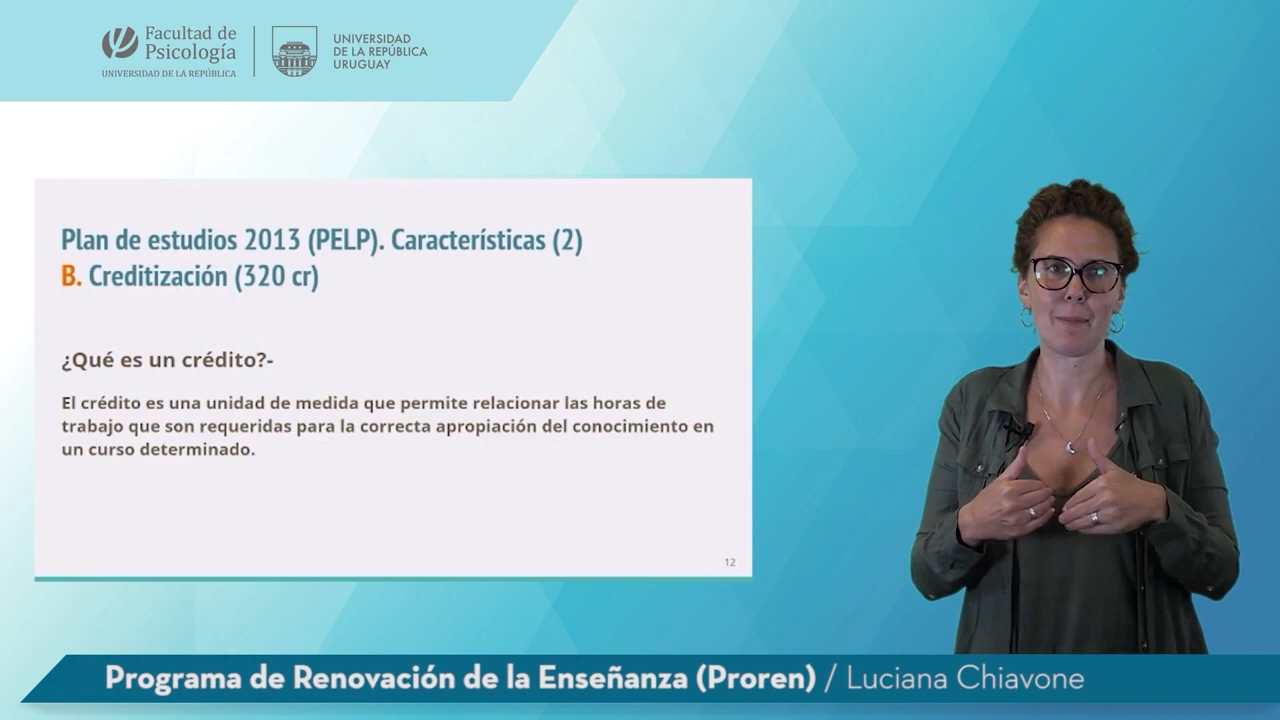 Facultad de
Psicología
UNIVERSIDAD DE LA REPÚBLICA
UNIVERSIDAD
DE LA REPÚBLICA
URUGUAY
Plan de estudios 2013 (PELP). Características (2)
B. Creditización (320 cr)
¿Qué es un crédito?-
El crédito es una unidad de medida que permite relacionar las horas de
trabajo que son requeridas para la correcta apropiación del conocimiento en
un curso determinado.
12
Programa de Renovación de la Enseñanza (Proren) / Luciana Chiavone